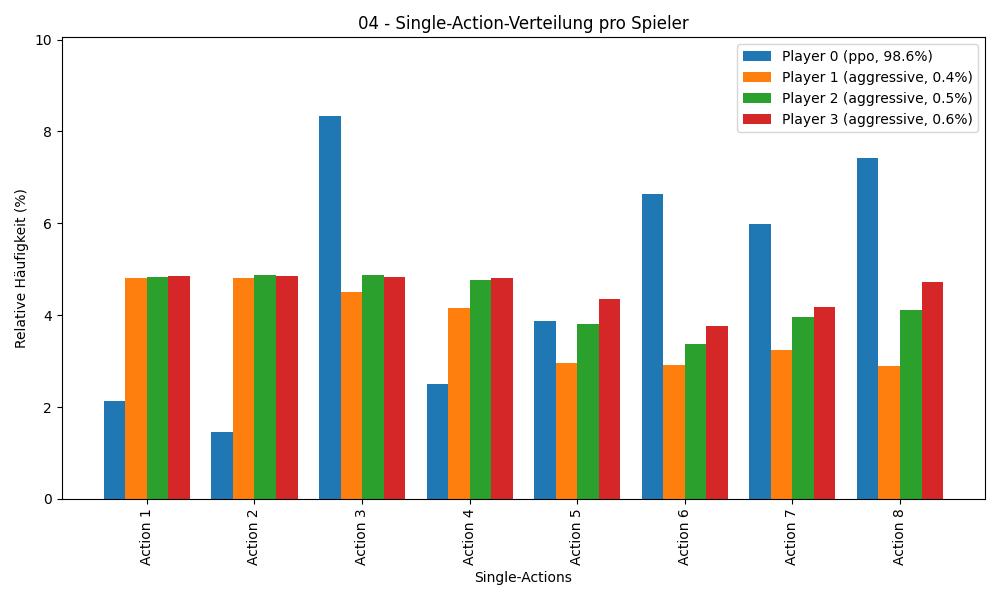 04 - Single-Action-Verteilung pro Spieler
Player 0 (ppo, 98.6%)
Player 1 (aggressive, 0.4%)
Player 2 (aggressive, 0.5%)
Player 3 (aggressive, 0.6%)
Relative Häufigkeit (%)
10
8
6
4
2
0
Action 1
Action 2
Action 3
Action 4
Action 5
Action 6
Action 7
Action 8
Single-Actions